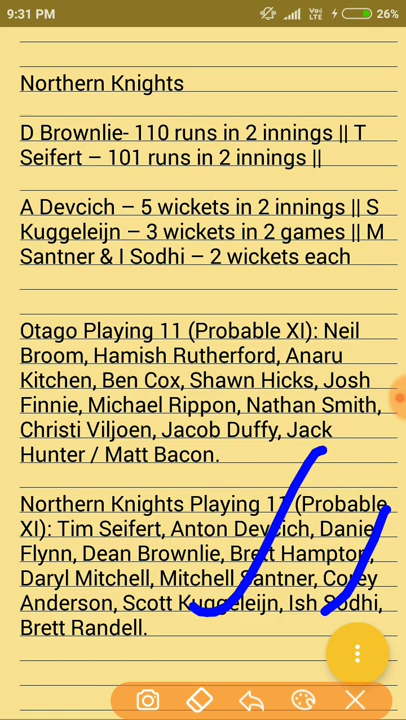 9:31 PM
Vo) LTE
26%
Northern Knights
D Brownlie- 110 runs in 2 innings || T
Seifert – 101 runs in 2 innings ||
A Devcich – 5 wickets in 2 innings || S
Kuggeleijn – 3 wickets in 2 games || M
Santner & I Sodhi – 2 wickets each
Otago Playing 11 (Probable XI): Neil
Broom, Hamish Rutherford, Anaru
Kitchen, Ben Cox, Shawn Hicks, Josh
Finnie, Michael Rippon, Nathan Smith,
Christi Viljoen, Jacob Duffy, Jack
Hunter / Matt Bacon.
Northern Knights Playing 11 (Probable
XI): Tim Seifert, Anton Devcich, Daniel
Flynn, Dean Brownlie, Brett Hampton,
Daryl Mitchell, Mitchell Santner, Corey
Anderson, Scott Kuggeleijn, Ish Sodhi,
Brett Randell.